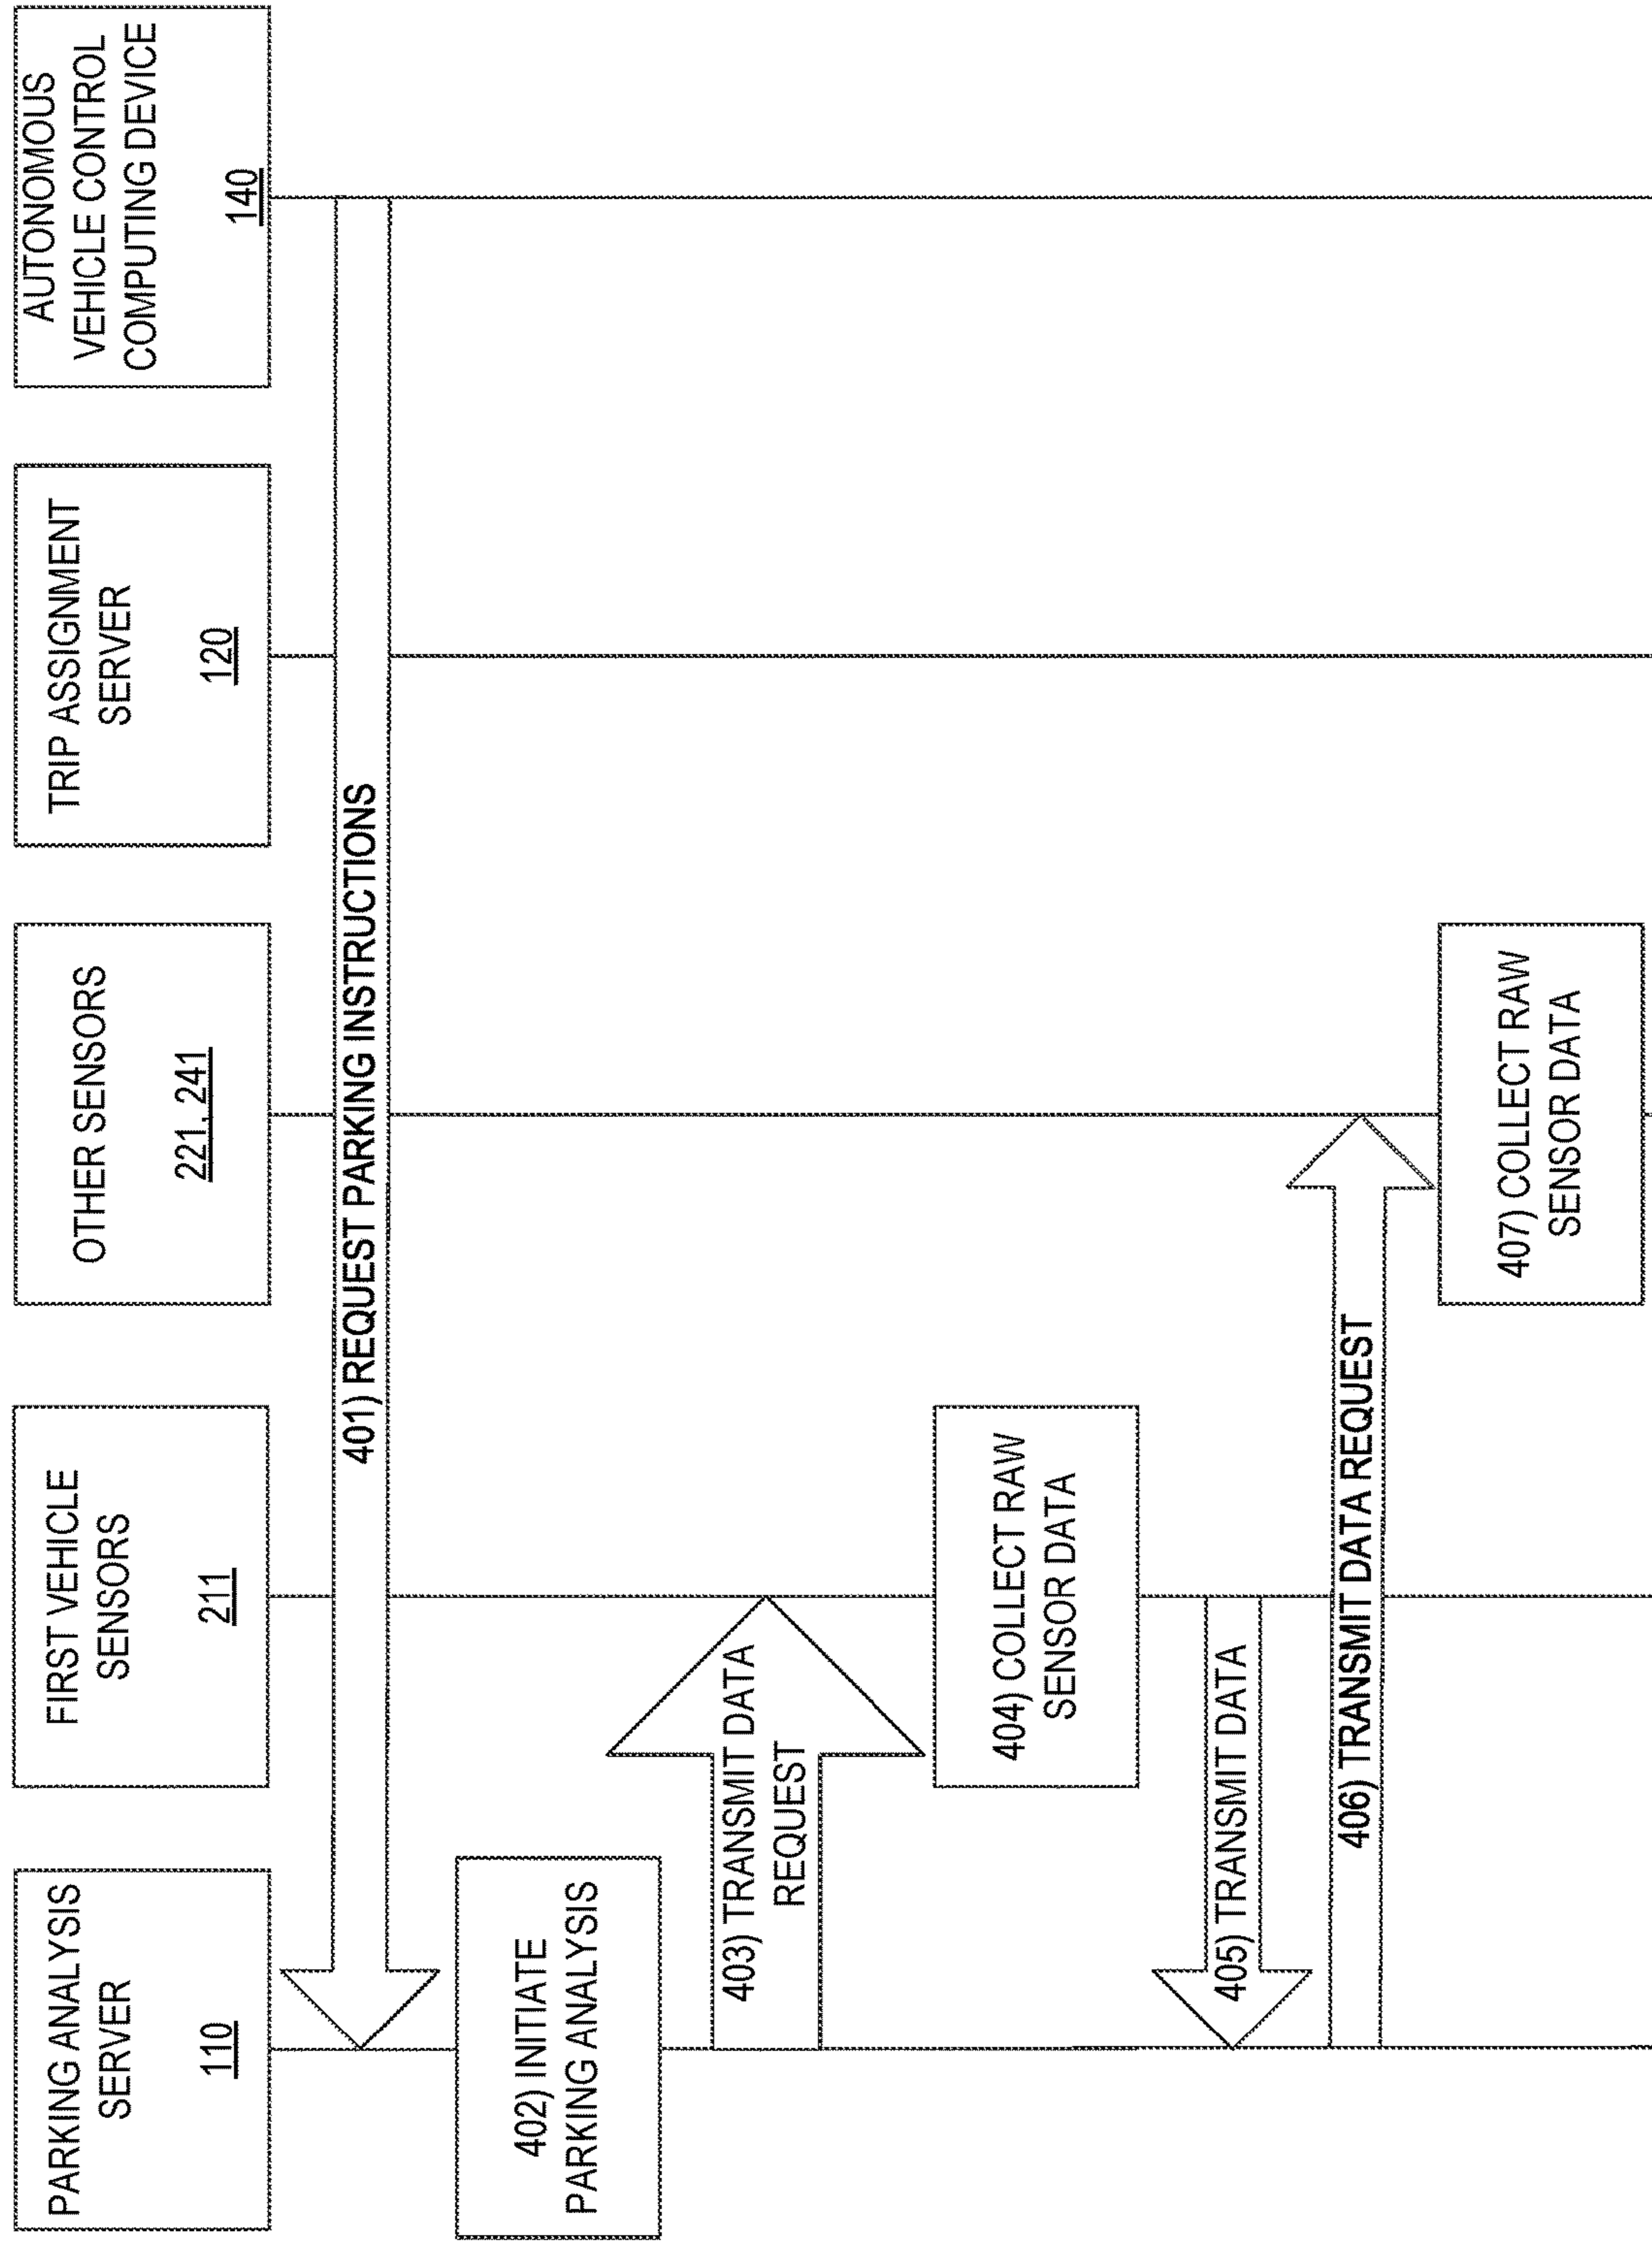 PARKING ANALYSIS
SERVER
110
FIRST VEHICLE
SENSORS
211
OTHER SENSORS
221, 241
TRIP ASSIGNMENT
SERVER
120
AUTONOMOUS
VEHICLE CONTROL
COMPUTING DEVICE
140
401) REQUEST PARKING INSTRUCTIONS
402) INITIATE
PARKING ANALYSIS
403) TRANSMIT DATA
REQUEST
404) COLLECT RAW
SENSOR DATA
405) TRANSMIT DATA
406) TRANSMIT DATA REQUEST
407) COLLECT RAW
SENSOR DATA